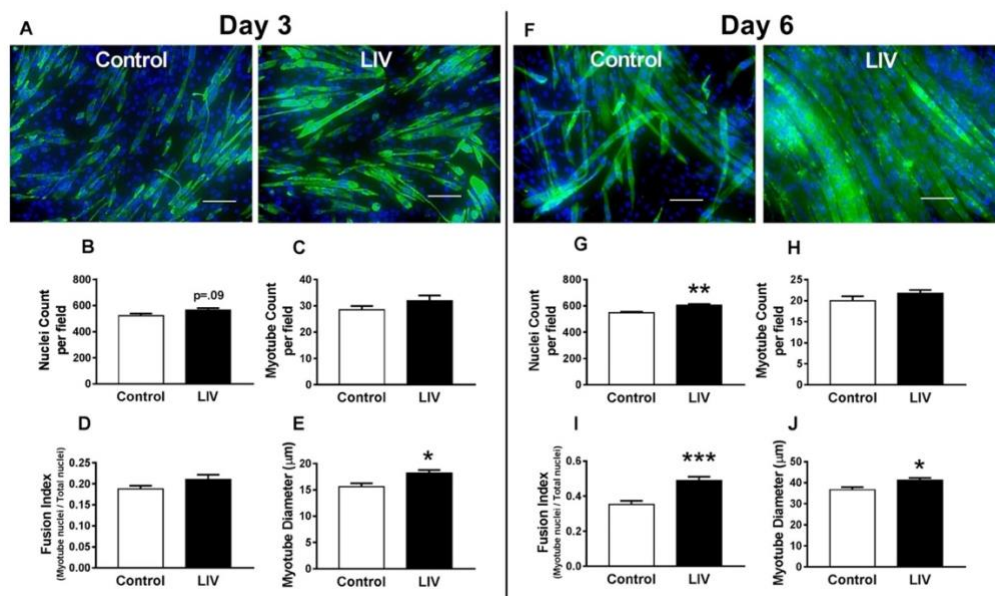 Day 3
A
Control
LIV
B
Nuclei Count
per field
800
600
400
200
0
p=.09
Control
LIV
C
Myotube Count
per field
40
30
20
10
0
Control
LIV
D
Fusion Index
(Myotube nuclei / Total nuclei)
0.20
0.15
0.10
0.05
0.00
Control
LIV
E
Myotube Diameter (μm)
20
15
10
5
0
*
Control
LIV
Day 6
F
Control
LIV
G
Nuclei Count
per field
800
600
400
200
0
**
Control
LIV
H
Myotube Count
per field
25
20
15
10
5
0
Control
LIV
I
Fusion Index
(Myotube nuclei / Total nuclei)
0.6
0.4
0.2
0.0
***
Control
LIV
J
Myotube Diameter (μm)
50
40
30
20
10
0
*
Control
LIV